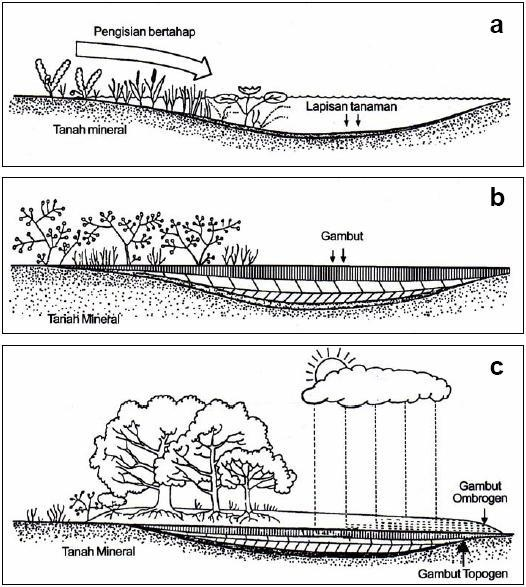 a
Pengisian bertahap
Lapisan tanaman
Tanah mineral
b
Gambut
Tanah Mineral
c
Gambut
Ombrogen
Tanah Mineral
Gambut Topogen